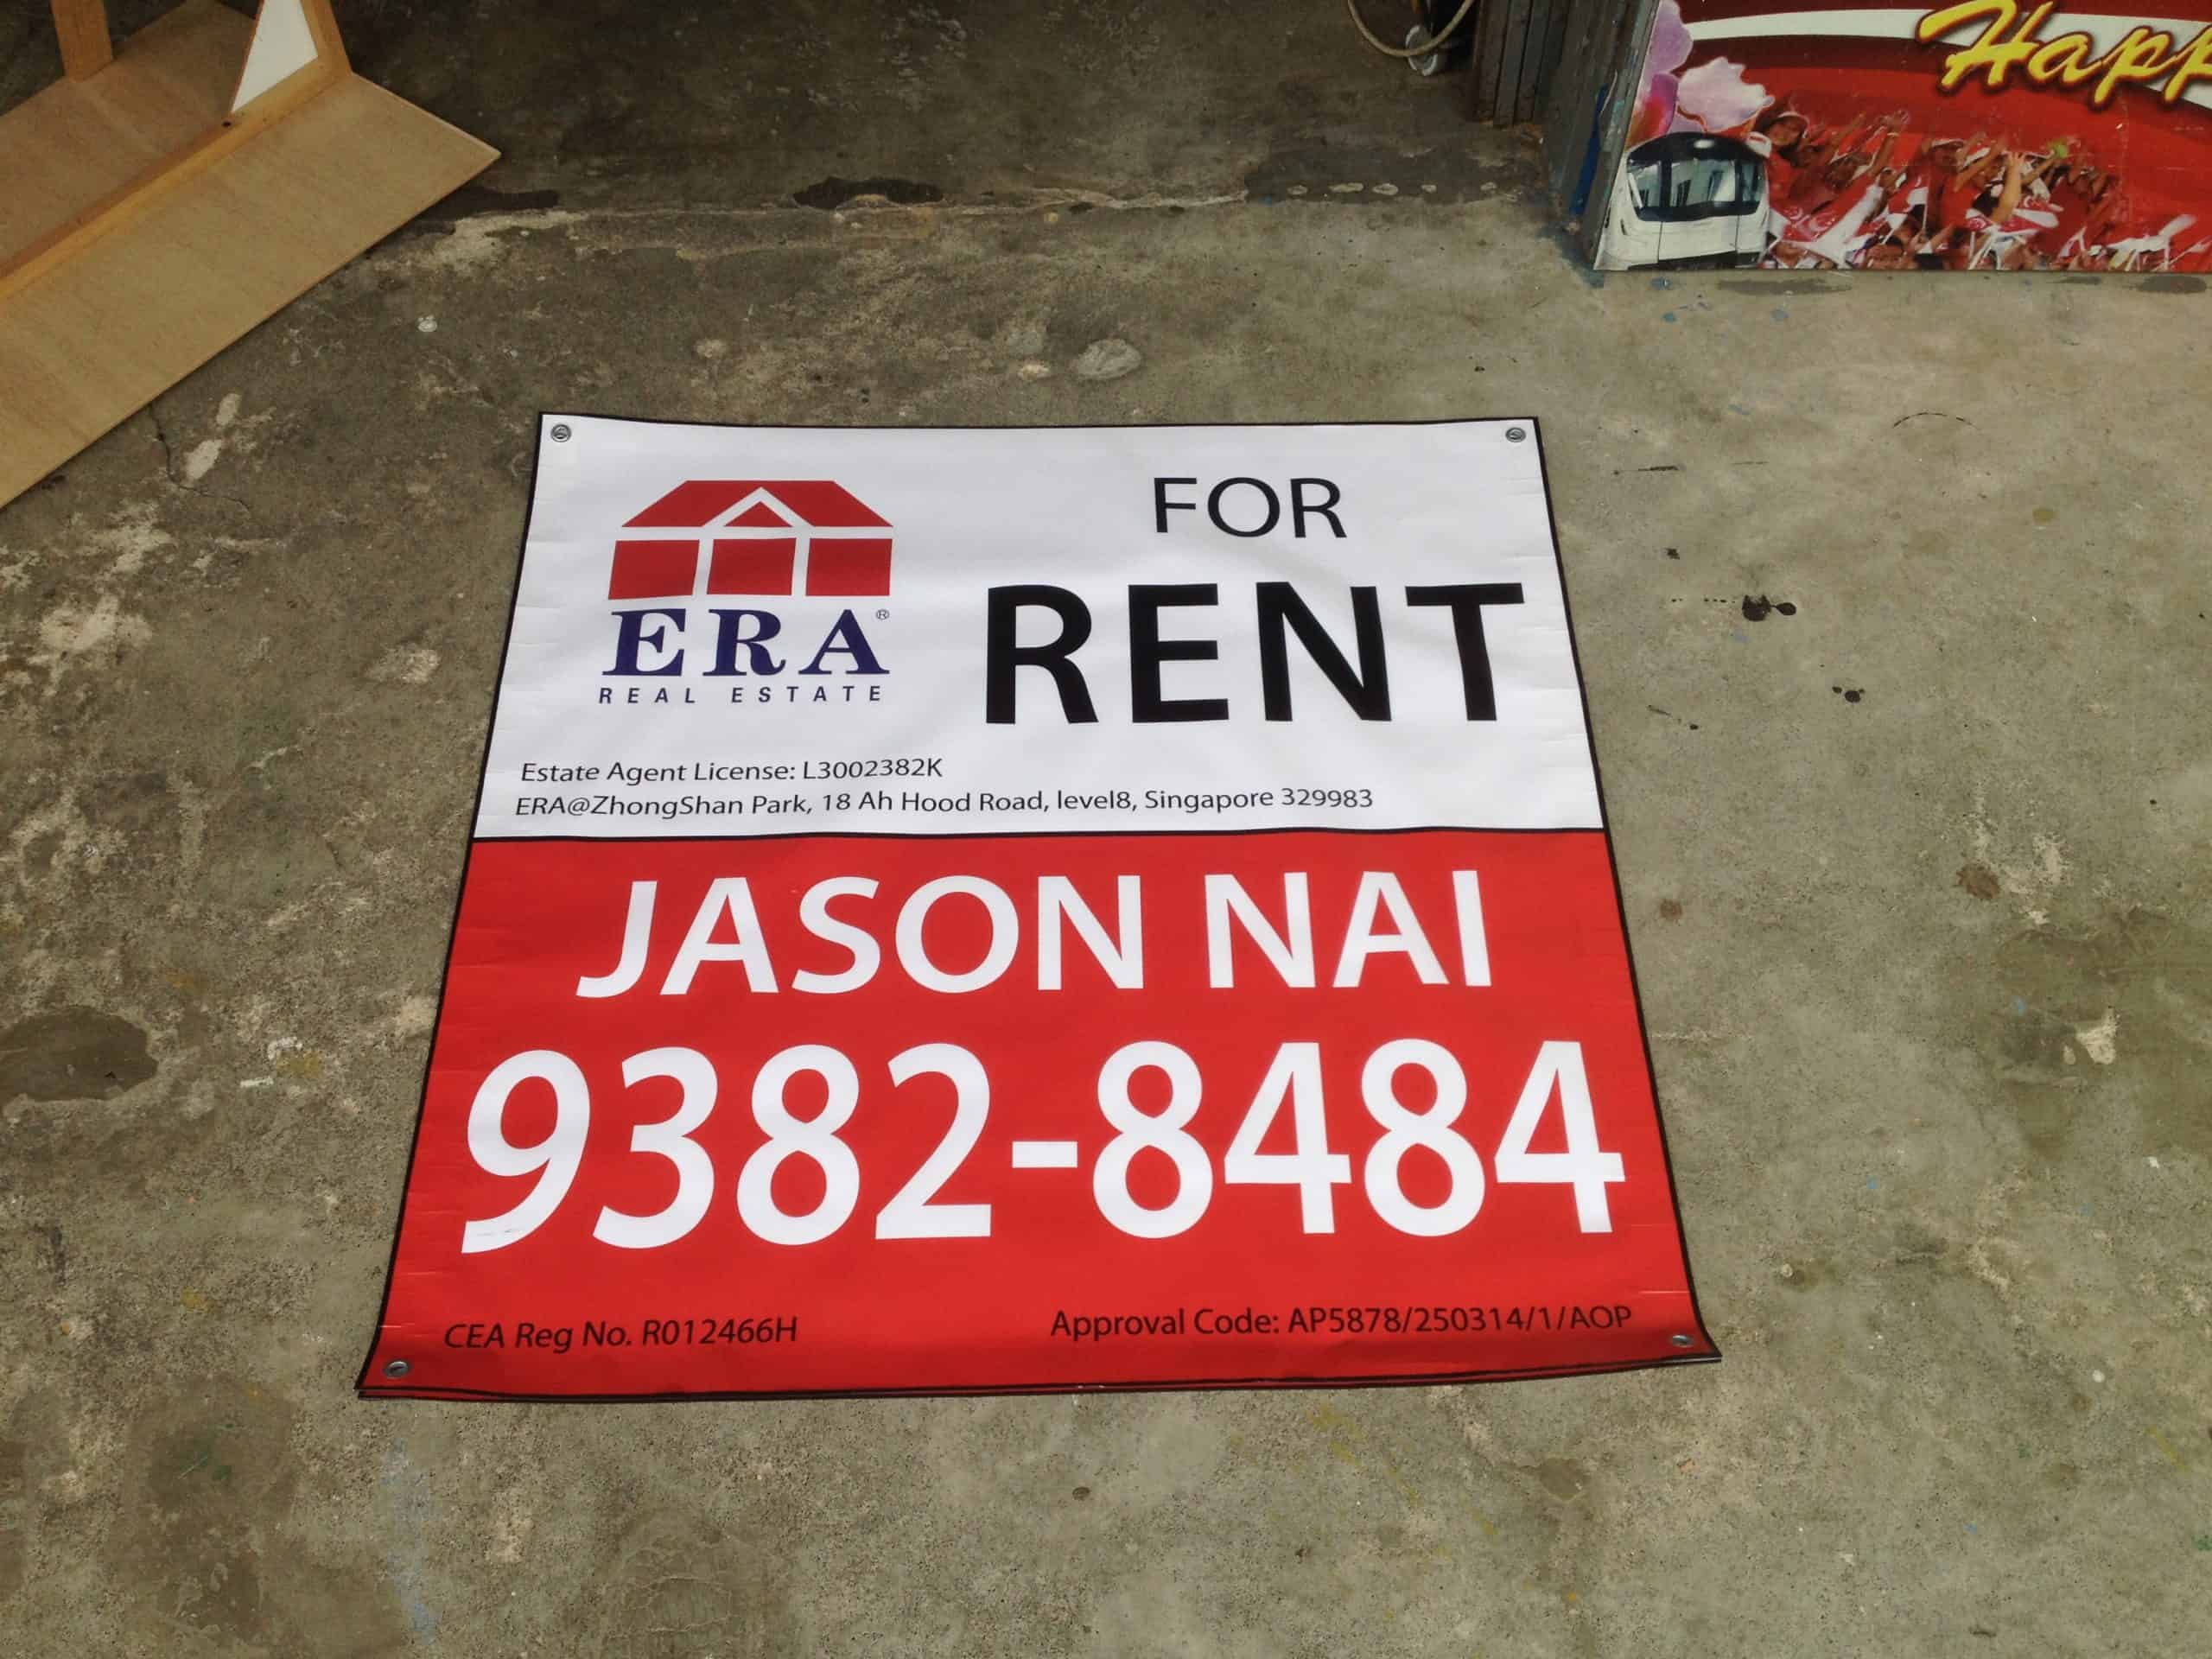 Happ
FOR
RENT
ERA®
REAL ESTATE
Estate Agent License: L3002382K
ERA@ZhongShan Park, 18 Ah Hood Road, level8, Singapore 329983
JASON NAI
9382-8484
CEA Reg No. R012466H
Approval Code: AP5878/250314/1/AOP